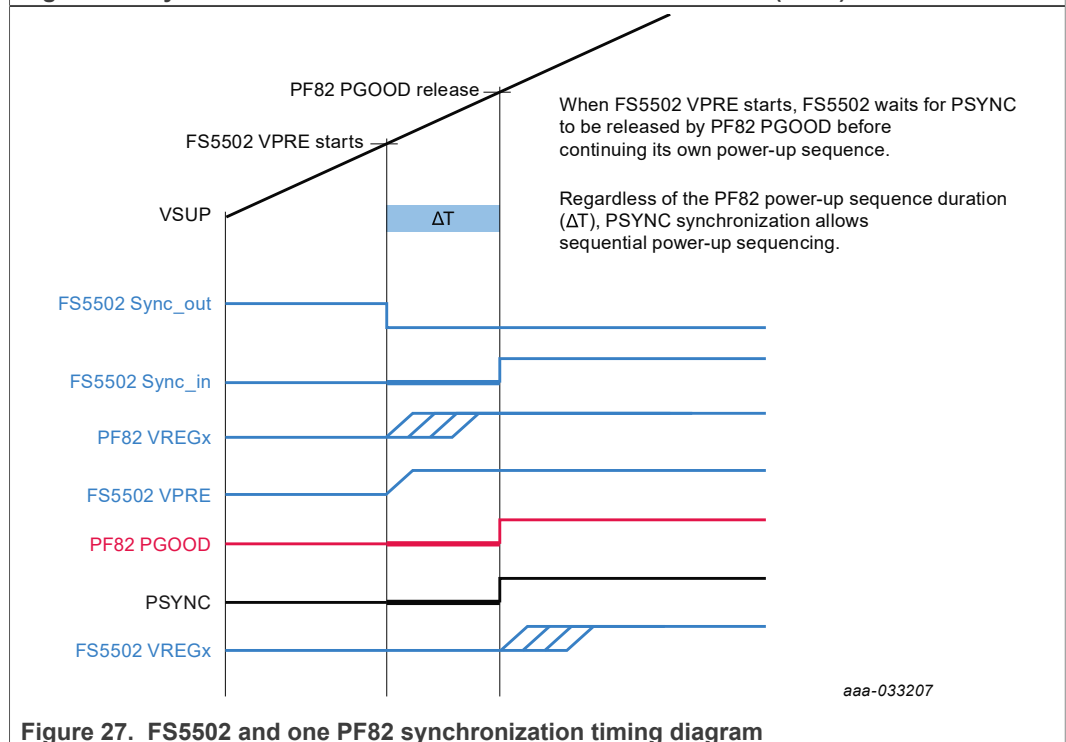 PF82 PGOOD release
FS5502 VPRE starts
VSUP
ΔT
When FS5502 VPRE starts, FS5502 waits for PSYNC
to be released by PF82 PGOOD before
continuing its own power-up sequence.
Regardless of the PF82 power-up sequence duration
(ΔT), PSYNC synchronization allows
sequential power-up sequencing.
FS5502 Sync_out
FS5502 Sync_in
PF82 VREGx
FS5502 VPRE
PF82 PGOOD
PSYNC
FS5502 VREGx
aaa-033207
Figure 27. FS5502 and one PF82 synchronization timing diagram